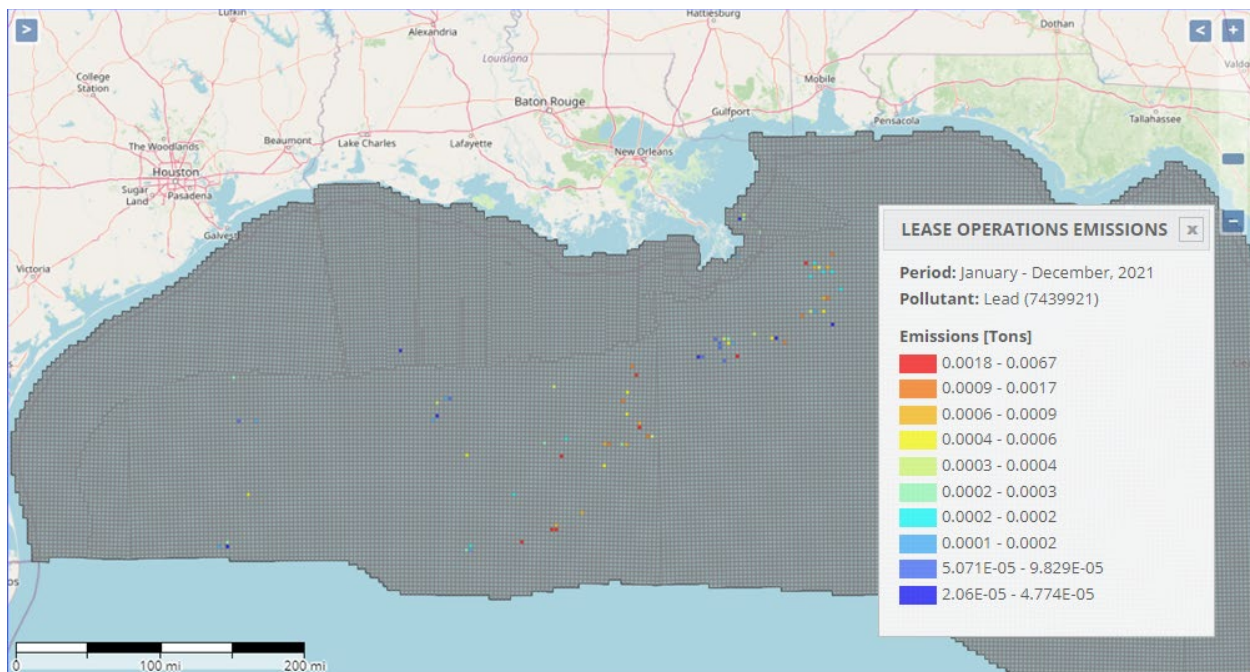 Lufkin
Hattiesburg
Dothan
>
<
+
Alexandria
Louisiana
Valdo
College
Station
Baton Rouge
Mobile
Gulfport
Pensacola
Tallahassee
The Woodlands
Beaumont
Lake Charles
Lafayette
New Orleans
Houston
Sugar
Land
Pasadena
Galvest
Victoria
−
LEASE OPERATIONS EMISSIONS
x
Period: January - December, 2021
Pollutant: Lead (7439921)
Emissions [Tons]
0.0018 - 0.0067
0.0009 - 0.0017
0.0006 - 0.0009
0.0004 - 0.0006
0.0003 - 0.0004
0.0002 - 0.0003
0.0002 - 0.0002
0.0001 - 0.0002
5.071E-05 - 9.829E-05
2.06E-05 - 4.774E-05
os
0
100 mi
200 mi